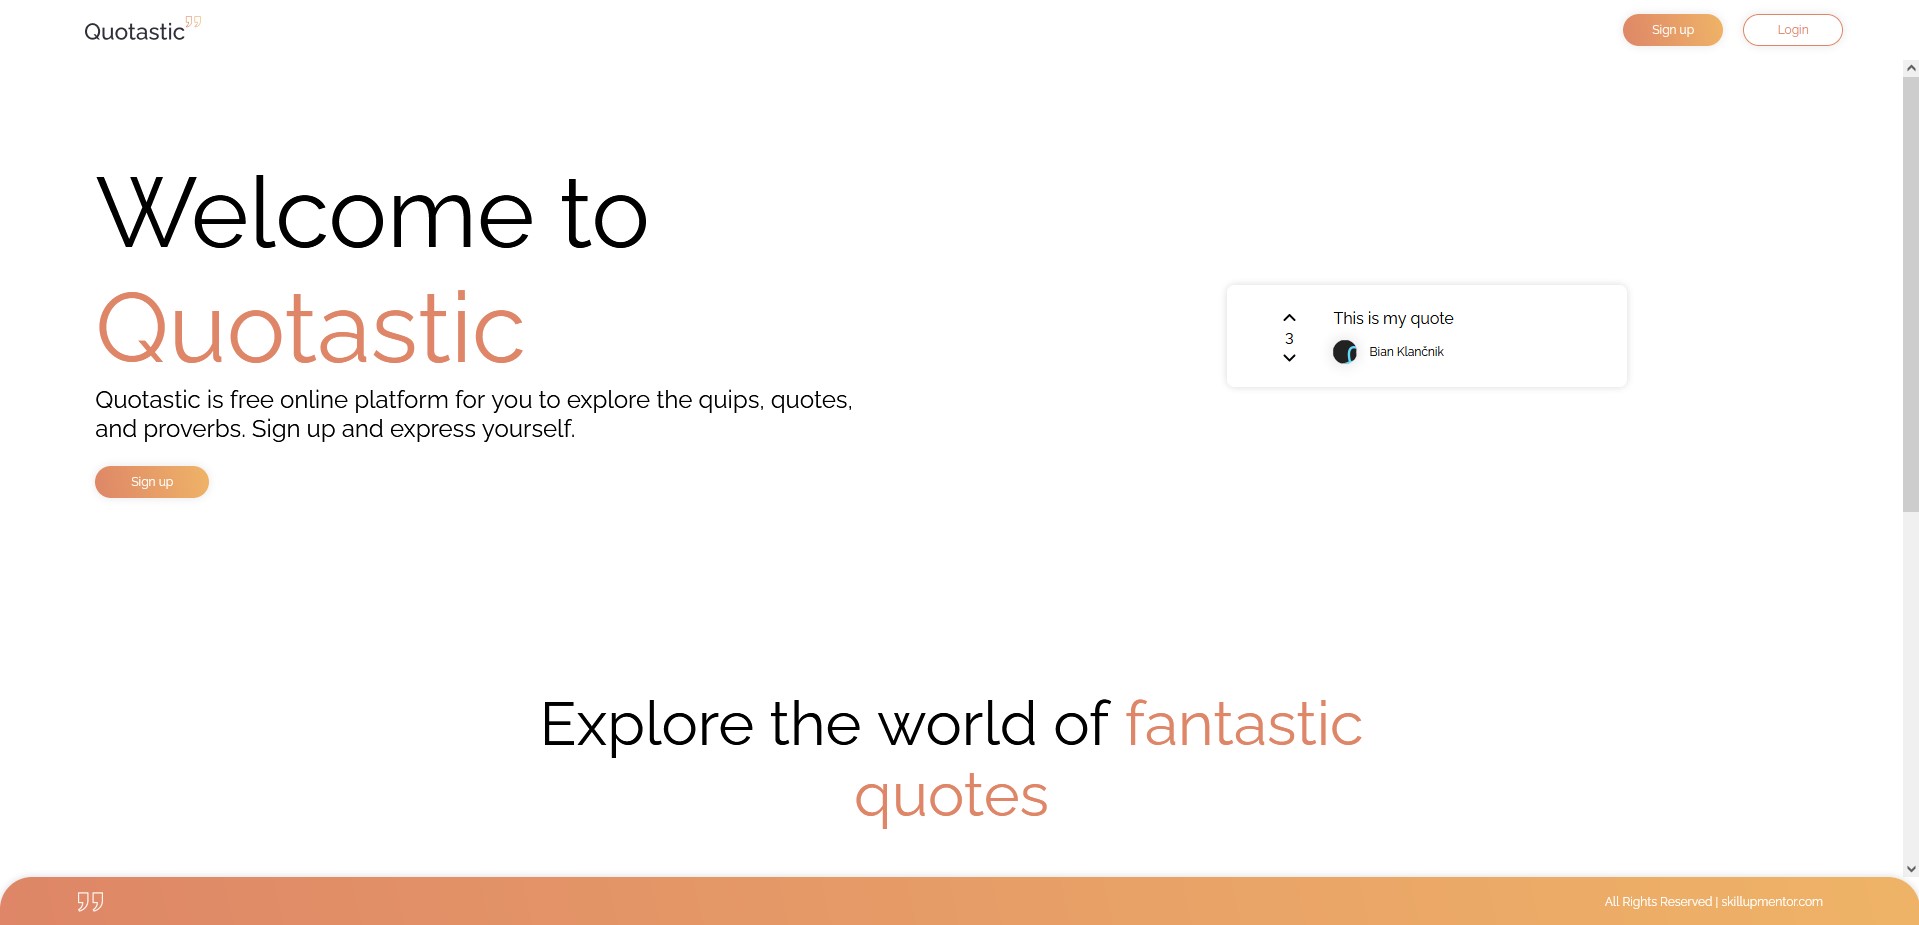 Quotastic
Sign up
Login
Welcome to
Quotastic
Quotastic is free online platform for you to explore the quips, quotes,
and proverbs. Sign up and express yourself.
Sign up
This is my quote
3
Bian Klančnik
Explore the world of fantastic
quotes
All Rights Reserved | skillupmentor.com